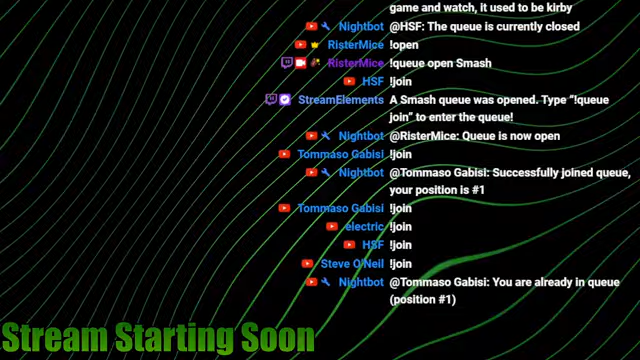 game and watch, it used to be kirby
Nightbot @HSF: The queue is currently closed
RisterMice !open
RisterMice !queue open Smash
HSF !join
StreamElements A Smash queue was opened. Type "!queue
join" to enter the queue!
Nightbot @RisterMice: Queue is now open
Tommaso Gabisi !join
Nightbot @Tommaso Gabisi: Successfully joined queue,
your position is #1
Tommaso Gabisi !join
électric !join
HSF !join
Steve O'Neil !join
Nightbot @Tommaso Gabisi: You are already in queue
(position #1)
Stream Starting Soon